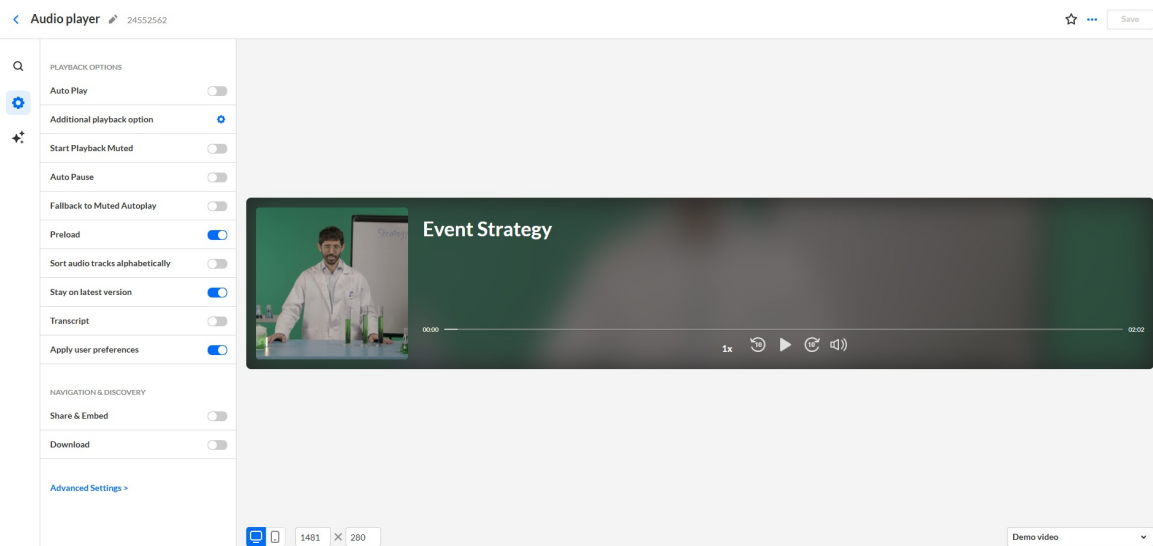 Audio player 24552562
Save
PLAYBACK OPTIONS
Auto Play
Additional playback option
Start Playback Muted
Auto Pause
Fallback to Muted Autoplay
Preload
Sort audio tracks alphabetically
Stay on latest version
Transcript
Apply user preferences
NAVIGATION & DISCOVERY
Share & Embed
Download
Advanced Settings >
Event Strategy
00:00
02:02
1x 10 10
1481 × 280
Demo video